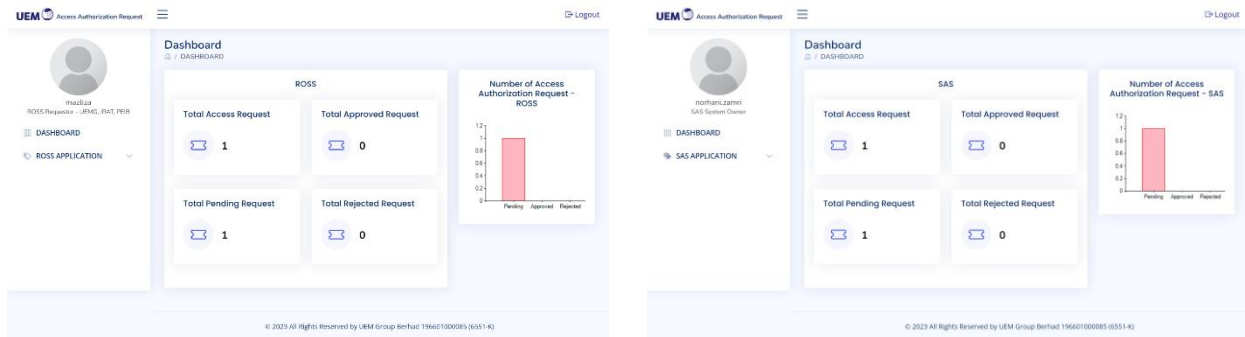 UEM Access Authorization Request
Logout
mazliza
ROSS Requestor - UEMG, IRAT, PEIB
DASHBOARD
ROSS APPLICATION
Dashboard
/ DASHBOARD
ROSS
Total Access Request
1
Total Approved Request
0
Total Pending Request
1
Total Rejected Request
0
Number of Access
Authorization Request -
ROSS
1.2
1
0.8
0.6
0.4
0.2
0
Pending Approved Rejected
© 2023 All Rights Reserved by UEM Group Berhad 196601000085 (6551-K)
UEM Access Authorization Request
Logout
norhani.zamri
SAS System Owner
DASHBOARD
SAS APPLICATION
Dashboard
/ DASHBOARD
SAS
Total Access Request
1
Total Approved Request
0
Total Pending Request
1
Total Rejected Request
0
Number of Access
Authorization Request - SAS
1.2
1
0.8
0.6
0.4
0.2
0
Pending Approved Rejected
© 2023 All Rights Reserved by UEM Group Berhad 196601000085 (6551-K)